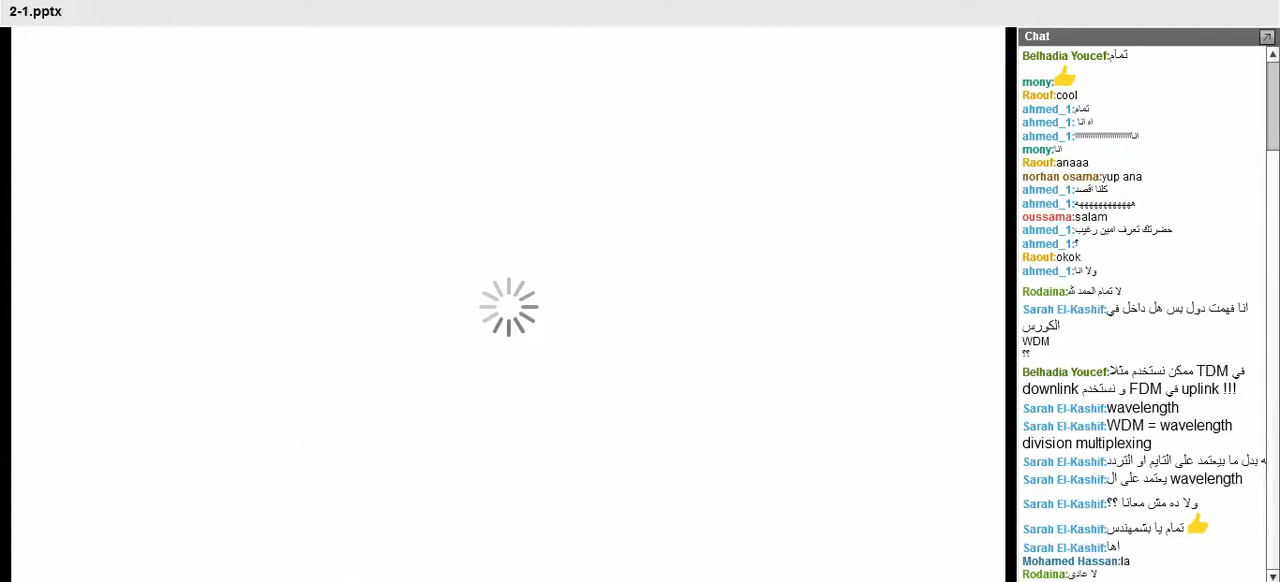 2-1.pptx
Chat
Belhadia Youcef:تمام
mony:
Raouf:cool
ahmed_1:تمام
ahmed_1: اه انا
mony:انا
Raouf:anaaa
norhan osama:yup ana
ahmed_1:كلنا اقصد
oussama:salam
ahmed_1:حضرتك تعرف امين رغيب
ahmed_1:؟
Raouf:okok
ahmed_1:ولا انا
Rodaina:لا تمام الحمد لله
Sarah El-Kashif:انا فهمت دول بس هل داخل في
الكورس
WDM
؟؟
Belhadia Youcef:في TDM ممكن نستخدم مثلا
downlink و نستخدم FDM في uplink !!!
Sarah El-Kashif:wavelength
Sarah El-Kashif:WDM = wavelength
division multiplexing
Sarah El-Kashif:ه بدل ما بيعتمد على التايم او التردد
Sarah El-Kashif:يعتمد على ال wavelength
Sarah El-Kashif:ولا ده مش معانا ؟؟
Sarah El-Kashif:تمام يا بشمهندس
Sarah El-Kashif:اها
Mohamed Hassan:la
Rodaina:لا عادى